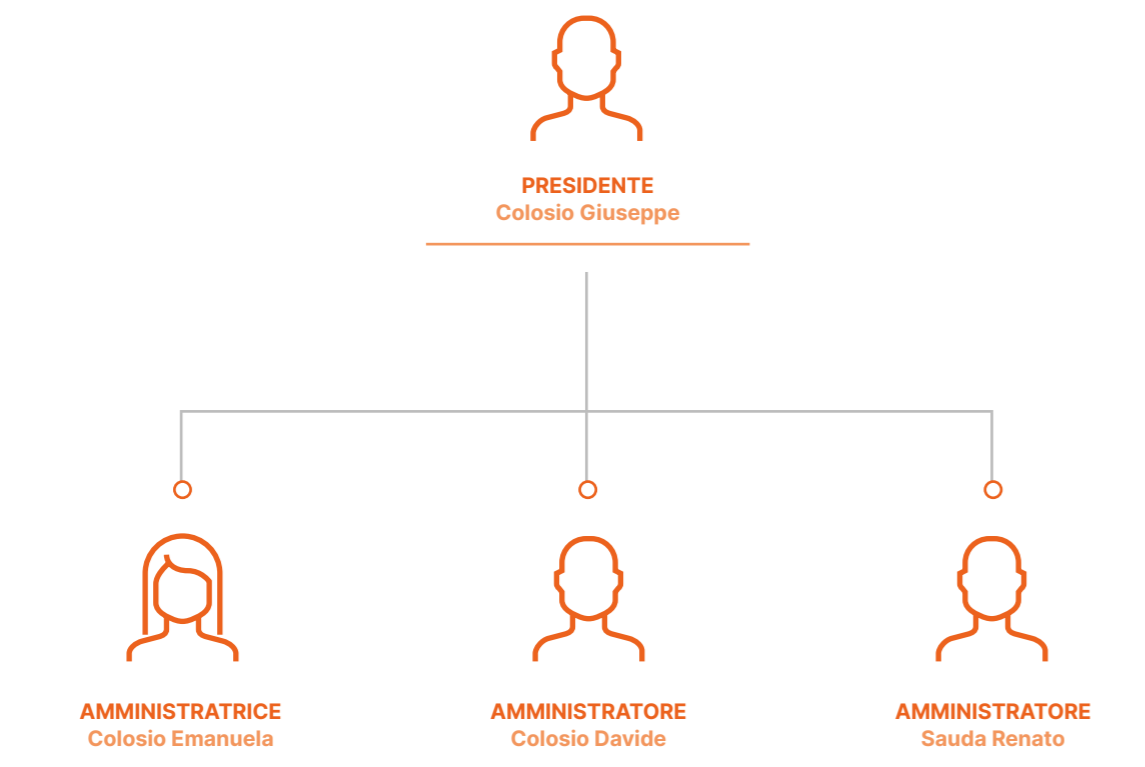 PRESIDENTE
Colosio Giuseppe
AMMINISTRATRICE
Colosio Emanuela
AMMINISTRATORE
Colosio Davide
AMMINISTRATORE
Sauda Renato